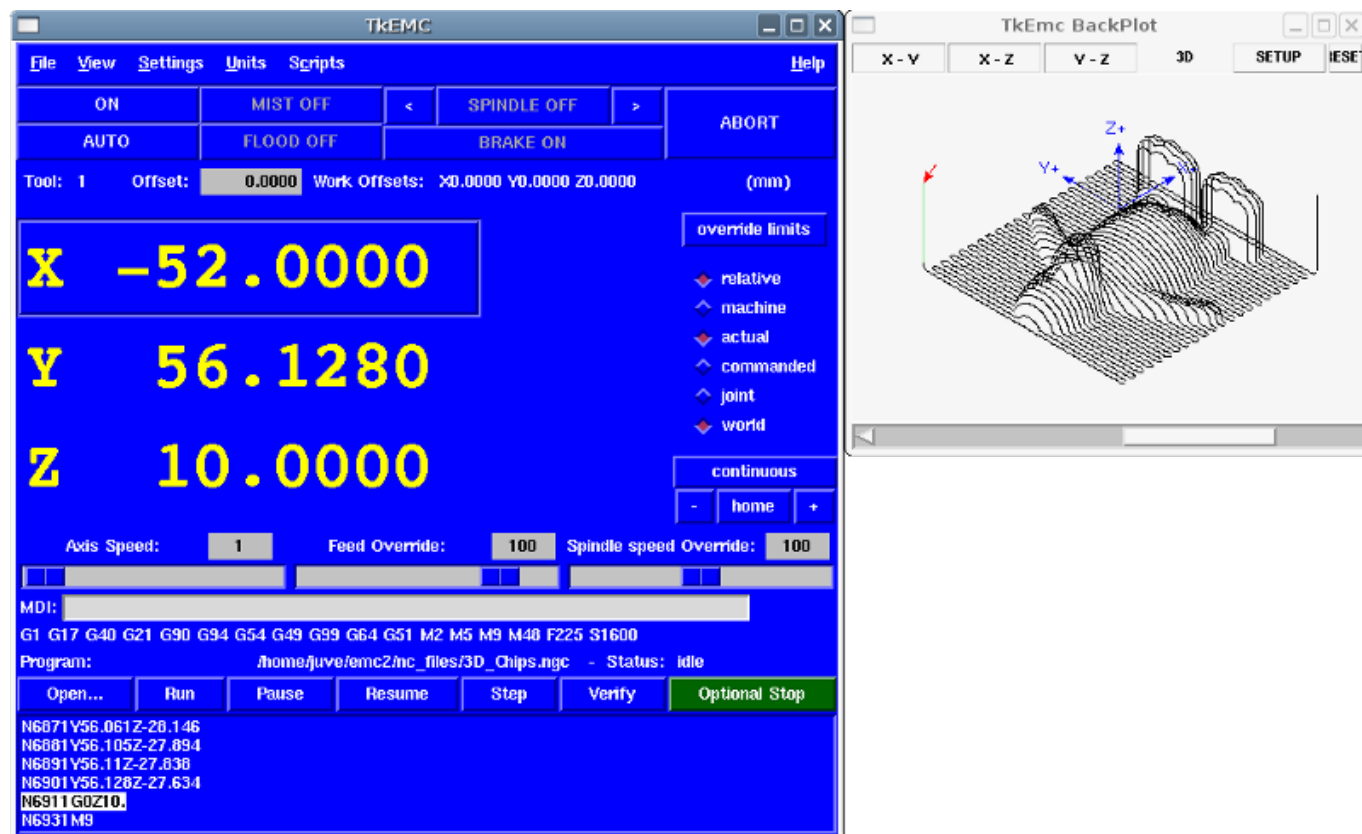 TkEMC
File View Settings Units Scripts Help
ON MIST OFF < SPINDLE OFF >
ABORT
AUTO FLOOD OFF BRAKE ON
Tool: 1 Offset: 0.0000 Work Offsets: X0.0000 Y0.0000 Z0.0000 (mm)
override limits
X -52.0000
relative
machine
actual
Y 56.1280
commanded
joint
world
Z 10.0000
continuous
- home +
Axis Speed: 1 Feed Override: 100 Spindle speed Override: 100
MDI:
G1 G17 G40 G21 G90 G94 G54 G49 G99 G64 G51 M2 M5 M9 M48 F225 S1600
Program: /home/juve/emc2/nc_files/3D_Chips.ngc - Status: idle
Open... Run Pause Resume Step Verify Optional Stop
N6871Y56.061Z-28.146
N6881Y56.105Z-27.894
N6891Y56.11Z-27.838
N6901Y56.128Z-27.634
N6911G0Z10.
N6931M9
TkEmc BackPlot
X - Y X - Z Y - Z 3D SETUP RESET
Z+
Y+ X+